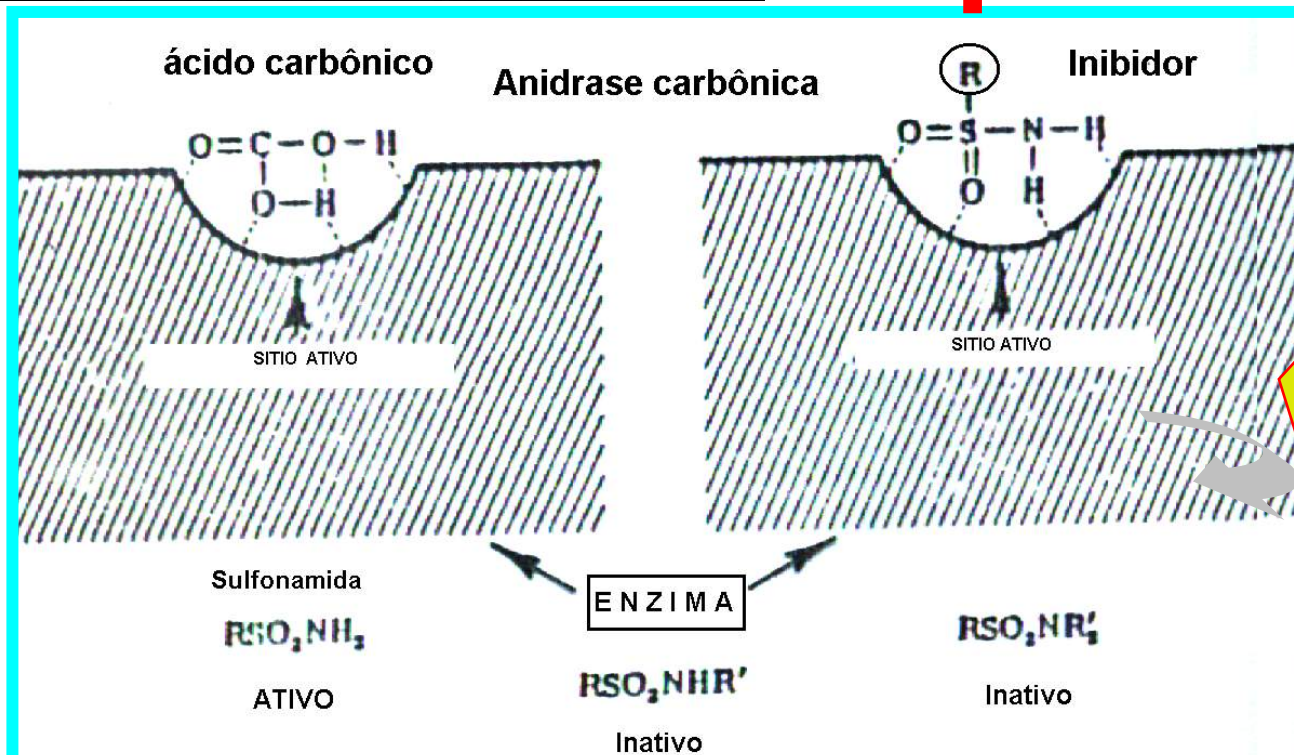 ácido carbônico
Anidrase carbônica
Inibidor
R
O=C-O-H
O-H
O=S-N-H
O H
SITIO ATIVO
SITIO ATIVO
Sulfonamida
RSO₂NH₂
ATIVO
ENZIMA
RSO₂NHR′
Inativo
RSO₂NR′₂
Inativo